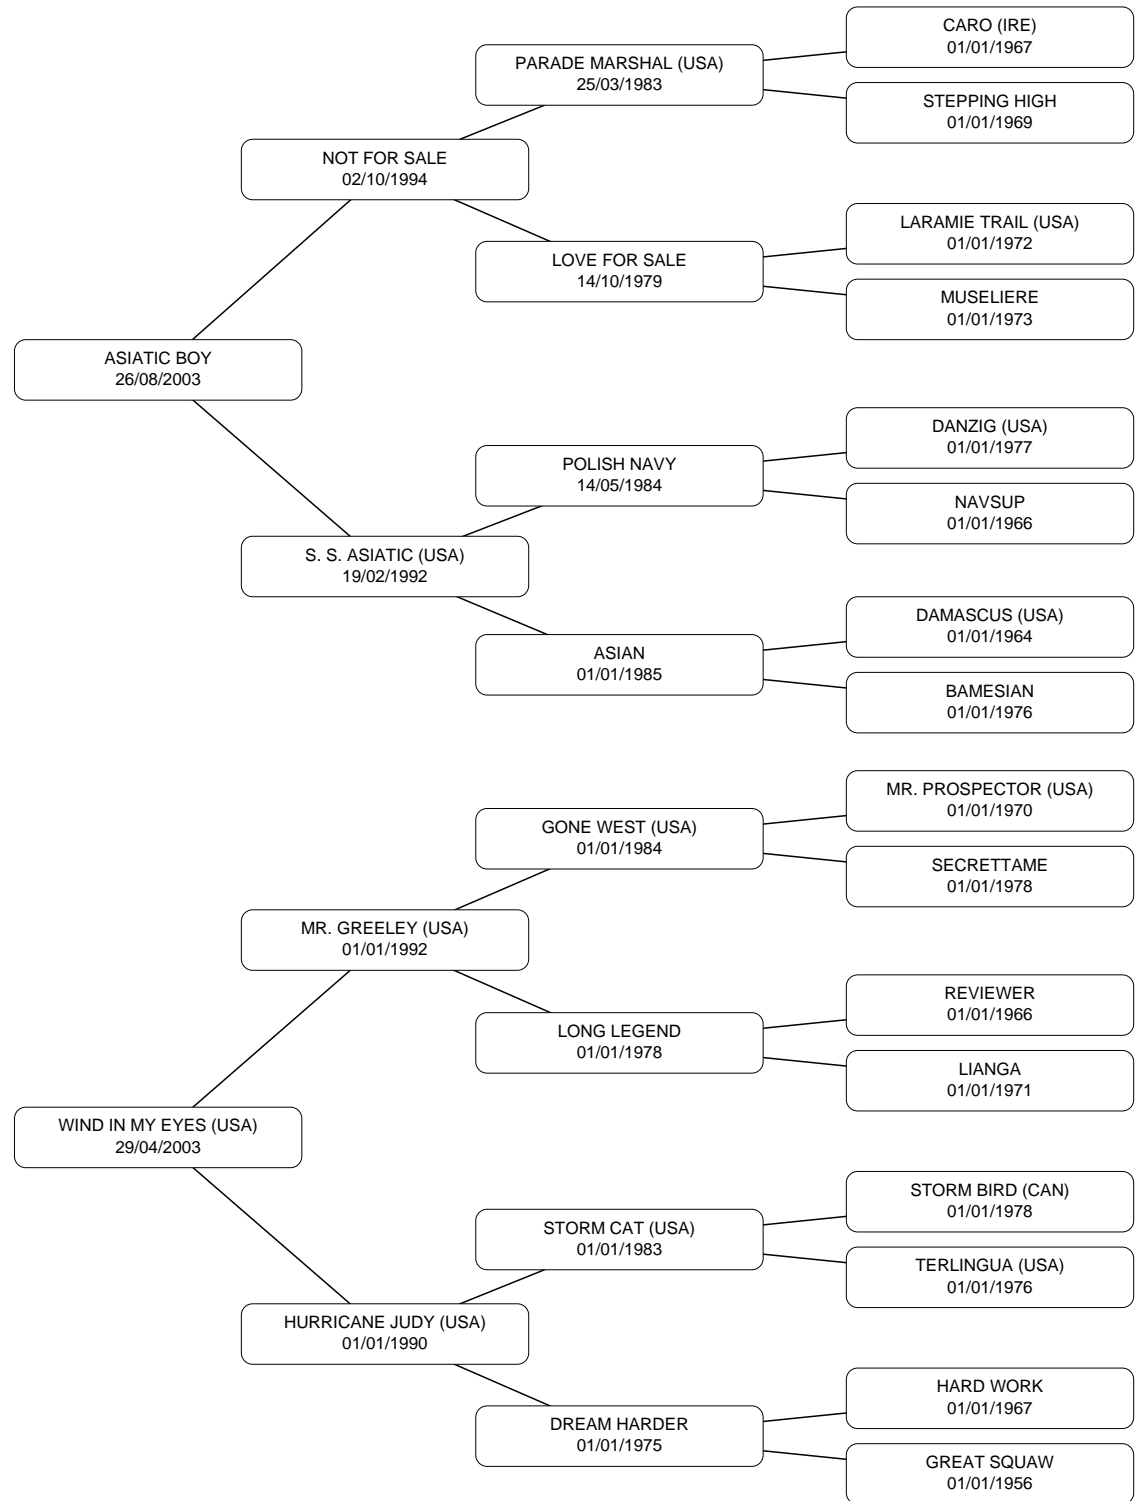 CARO (IRE)
01/01/1967
PARADE MARSHAL (USA)
25/03/1983
STEPPING HIGH
01/01/1969
NOT FOR SALE
02/10/1994
LARAMIE TRAIL (USA)
01/01/1972
LOVE FOR SALE
14/10/1979
MUSELIERE
01/01/1973
ASIATIC BOY
26/08/2003
DANZIG (USA)
01/01/1977
POLISH NAVY
14/05/1984
NAVSUP
01/01/1966
S. S. ASIATIC (USA)
19/02/1992
DAMASCUS (USA)
01/01/1964
ASIAN
01/01/1985
BAMESIAN
01/01/1976
MR. PROSPECTOR (USA)
01/01/1970
GONE WEST (USA)
01/01/1984
SECRETTAME
01/01/1978
MR. GREELEY (USA)
01/01/1992
REVIEWER
01/01/1966
LONG LEGEND
01/01/1978
LIANGA
01/01/1971
WIND IN MY EYES (USA)
29/04/2003
STORM BIRD (CAN)
01/01/1978
STORM CAT (USA)
01/01/1983
TERLINGUA (USA)
01/01/1976
HURRICANE JUDY (USA)
01/01/1990
HARD WORK
01/01/1967
DREAM HARDER
01/01/1975
GREAT SQUAW
01/01/1956